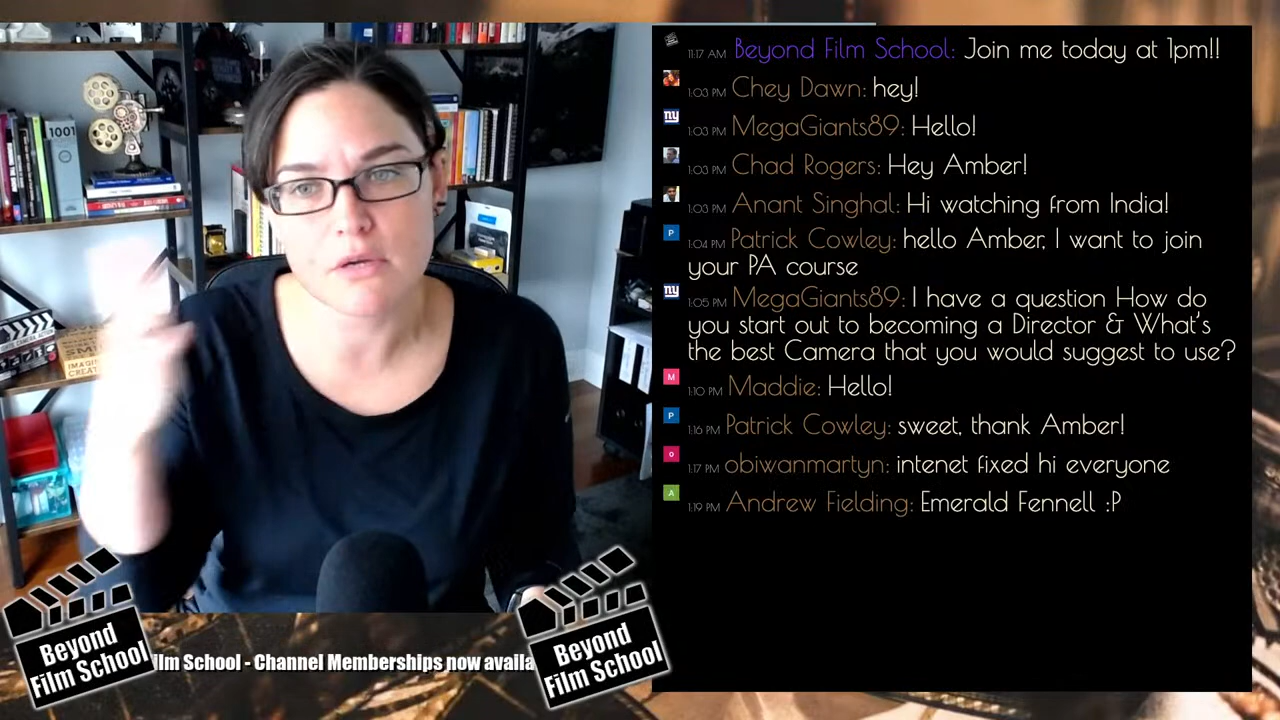 11:17 AM Beyond Film School: Join me today at 1pm!!
1:03 PM Chey Dawn: hey!
1:03 PM MegaGiants89: Hello!
1:03 PM Chad Rogers: Hey Amber!
1:03 PM Anant Singhal: Hi watching from India!
P 1:04 PM Patrick Cowley: hello Amber, I want to join
your PA course
ny 1:05 PM MegaGiants89: I have a question How do
you start out to becoming a Director & What's
the best Camera that you would suggest to use?
M 1:10 PM Maddie: Hello!
P 1:16 PM Patrick Cowley: sweet, thank Amber!
o 1:17 PM obiwanmartyn: intenet fixed hi everyone
A 1:19 PM Andrew Fielding: Emerald Fennell :P
1001
Beyond
Film School
ilm School - Channel Memberships now availa
Beyond
Film School